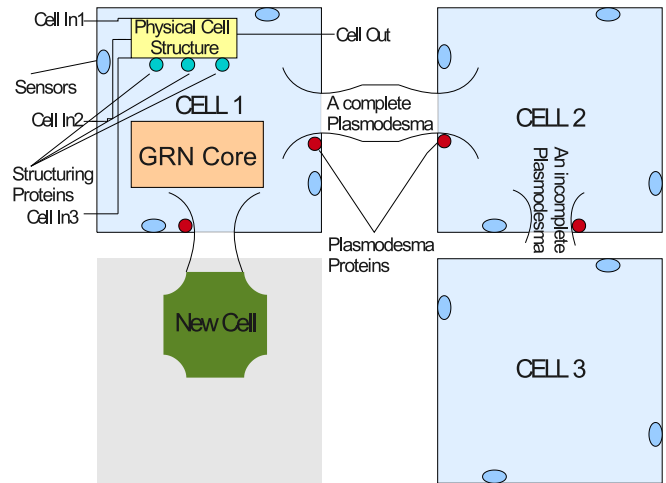 Cell In1
Physical Cell
Structure
Cell Out
Sensors
CELL 1
A complete
Plasmodesma
CELL 2
Cell In2
GRN Core
Structuring
Proteins
Cell In3
An incomplete
Plasmodesma
Plasmodesma
Proteins
New Cell
CELL 3